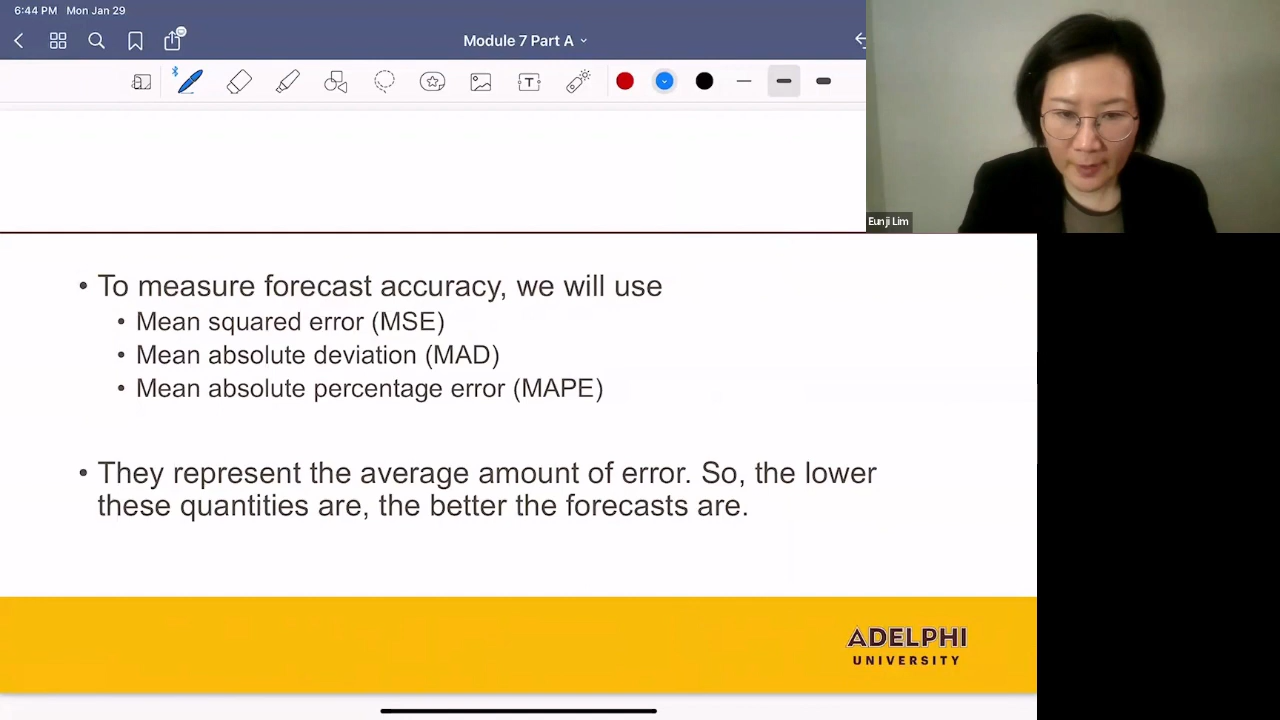 6:44 PM Mon Jan 29
Module 7 Part A
T
Eunji Lim
• To measure forecast accuracy, we will use
• Mean squared error (MSE)
• Mean absolute deviation (MAD)
• Mean absolute percentage error (MAPE)
• They represent the average amount of error. So, the lower
these quantities are, the better the forecasts are.
ADELPHI
UNIVERSITY